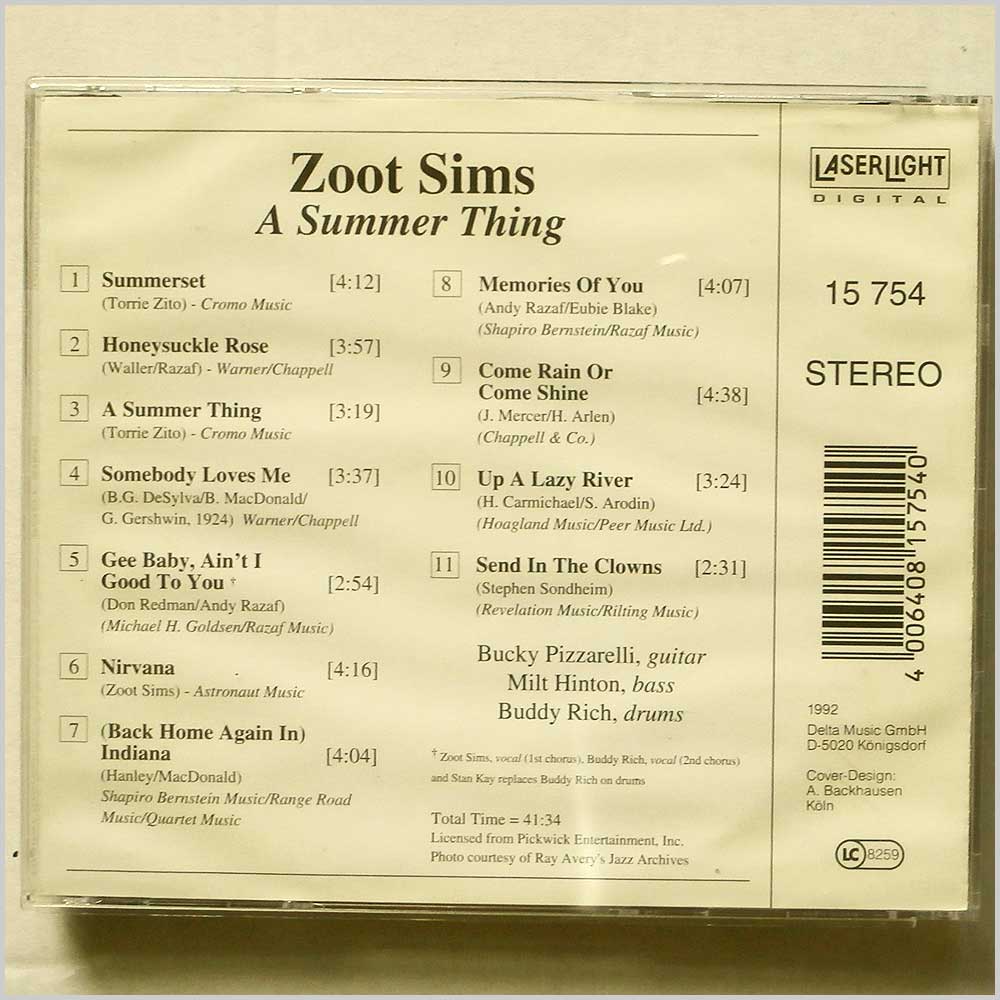 Zoot Sims
A Summer Thing
1 Summerset [4:12]
(Torrie Zito) - Cromo Music
2 Honeysuckle Rose [3:57]
(Waller/Razaf) - Warner/Chappell
3 A Summer Thing [3:19]
(Torrie Zito) - Cromo Music
4 Somebody Loves Me [3:37]
(B.G. DeSylva/B. MacDonald/
G. Gershwin, 1924) Warner/Chappell
5 Gee Baby, Ain't I
Good To You † [2:54]
(Don Redman/Andy Razaf)
(Michael H. Goldsen/Razaf Music)
6 Nirvana [4:16]
(Zoot Sims) - Astronaut Music
7 (Back Home Again In)
Indiana [4:04]
(Hanley/MacDonald)
Shapiro Bernstein Music/Range Road
Music/Quartet Music
8 Memories Of You [4:07]
(Andy Razaf/Eubie Blake)
(Shapiro Bernstein/Razaf Music)
9 Come Rain Or
Come Shine [4:38]
(J. Mercer/H. Arlen)
(Chappell & Co.)
10 Up A Lazy River [3:24]
(H. Carmichael/S. Arodin)
(Hoagland Music/Peer Music Ltd.)
11 Send In The Clowns [2:31]
(Stephen Sondheim)
(Revelation Music/Rilting Music)
Bucky Pizzarelli, guitar
Milt Hinton, bass
Buddy Rich, drums
† Zoot Sims, vocal (1st chorus), Buddy Rich, vocal (2nd chorus)
and Stan Kay replaces Buddy Rich on drums
Total Time = 41:34
Licensed from Pickwick Entertainment, Inc.
Photo courtesy of Ray Avery's Jazz Archives
LASERLIGHT
DIGITAL
15 754
STEREO
4 006408 157540
1992
Delta Music GmbH
D-5020 Königsdorf
Cover-Design:
A. Backhausen
Köln
LC 8259